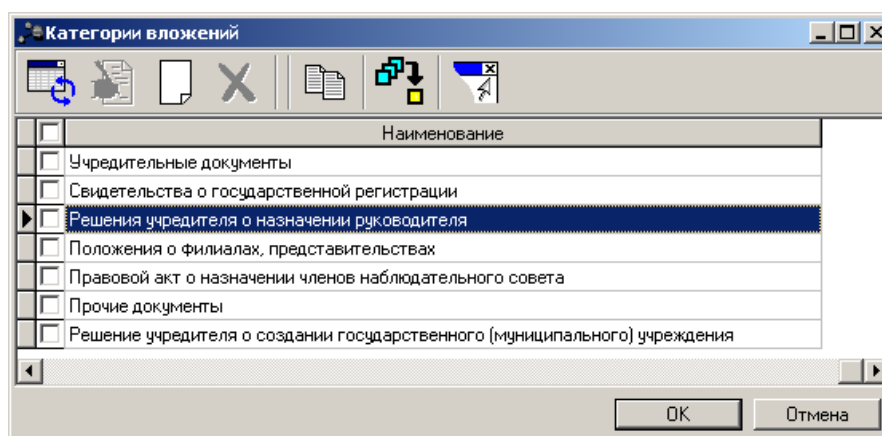 Категории вложений
Наименование
Учредительные документы
Свидетельства о государственной регистрации
Решения учредителя о назначении руководителя
Положения о филиалах, представительствах
Правовой акт о назначении членов наблюдательного совета
Прочие документы
Решение учредителя о создании государственного (муниципального) учреждения
OK
Отмена